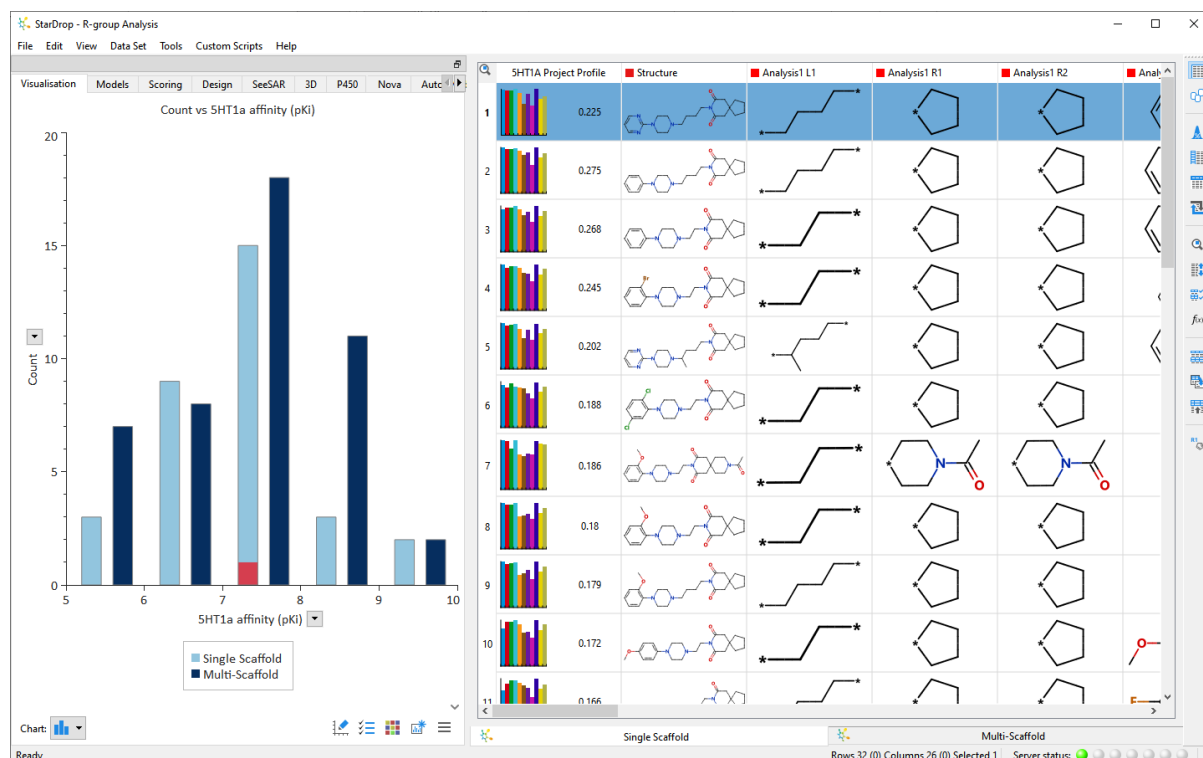 StarDrop - R-group Analysis
File Edit View Data Set Tools Custom Scripts Help
Visualisation Models Scoring Design SeeSAR 3D P450 Nova
Count vs 5HT1a affinity (pKi)
20
15
10
5
0
Count
5 6 7 8 9 10
5HT1a affinity (pKi)
Single Scaffold
Multi-Scaffold
Chart:
5HT1A Project Profile Structure Analysis1 L1 Analysis1 R1 Analysis1 R2
1 0.225
2 0.275
3 0.268
4 0.245
5 0.202
6 0.188
7 0.186
8 0.18
9 0.179
10 0.172
11 0.166
Single Scaffold Multi-Scaffold
Ready Rows 32 (0) Columns 26 (0) Selected 1 Server status: